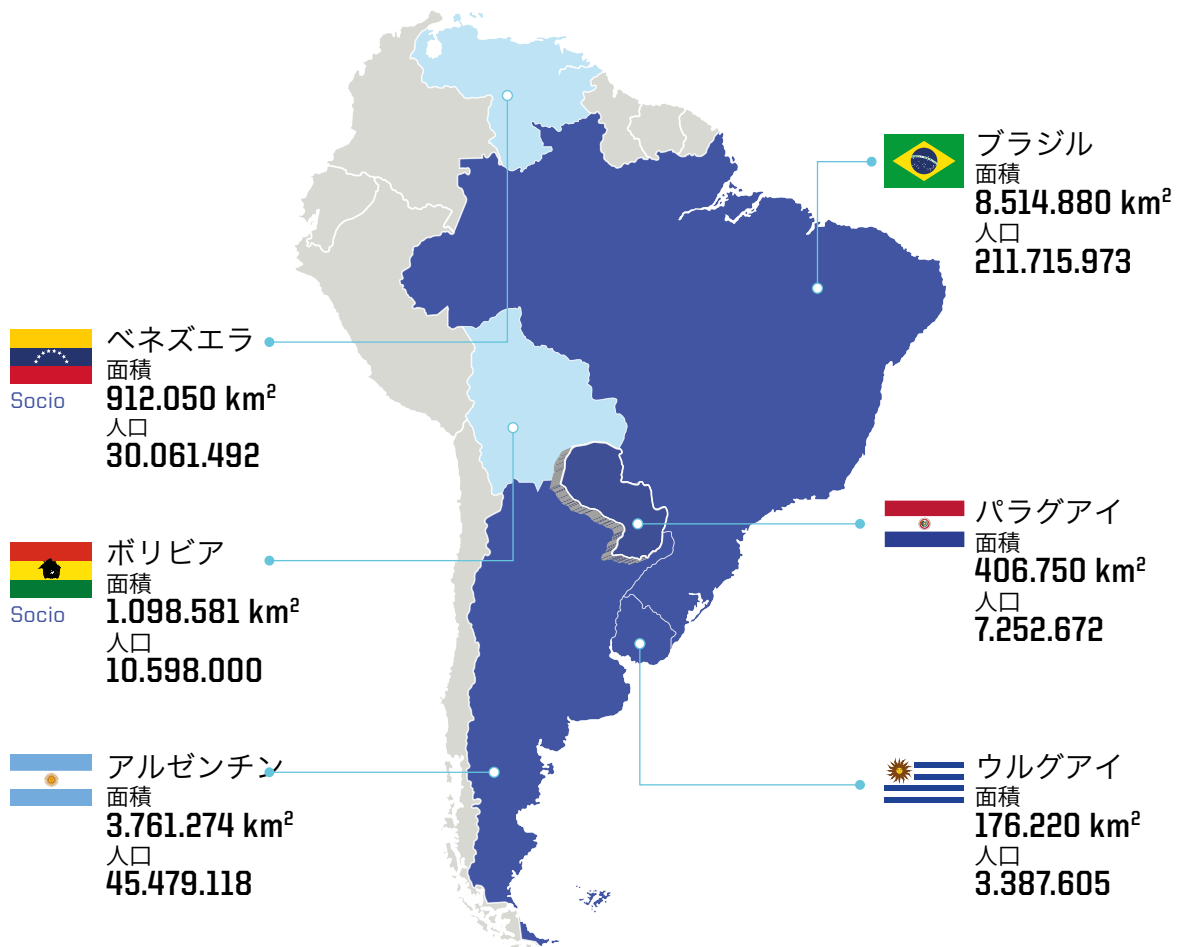 ブラジル
面積
8.514.880 km²
人口
211.715.973
ベネズエラ
面積
Socio
912.050 km²
人口
30.061.492
パラグアイ
面積
406.750 km²
人口
7.252.672
ボリビア
面積
Socio
1.098.581 km²
人口
10.598.000
アルゼンチン
面積
3.761.274 km²
人口
45.479.118
ウルグアイ
面積
176.220 km²
人口
3.387.605